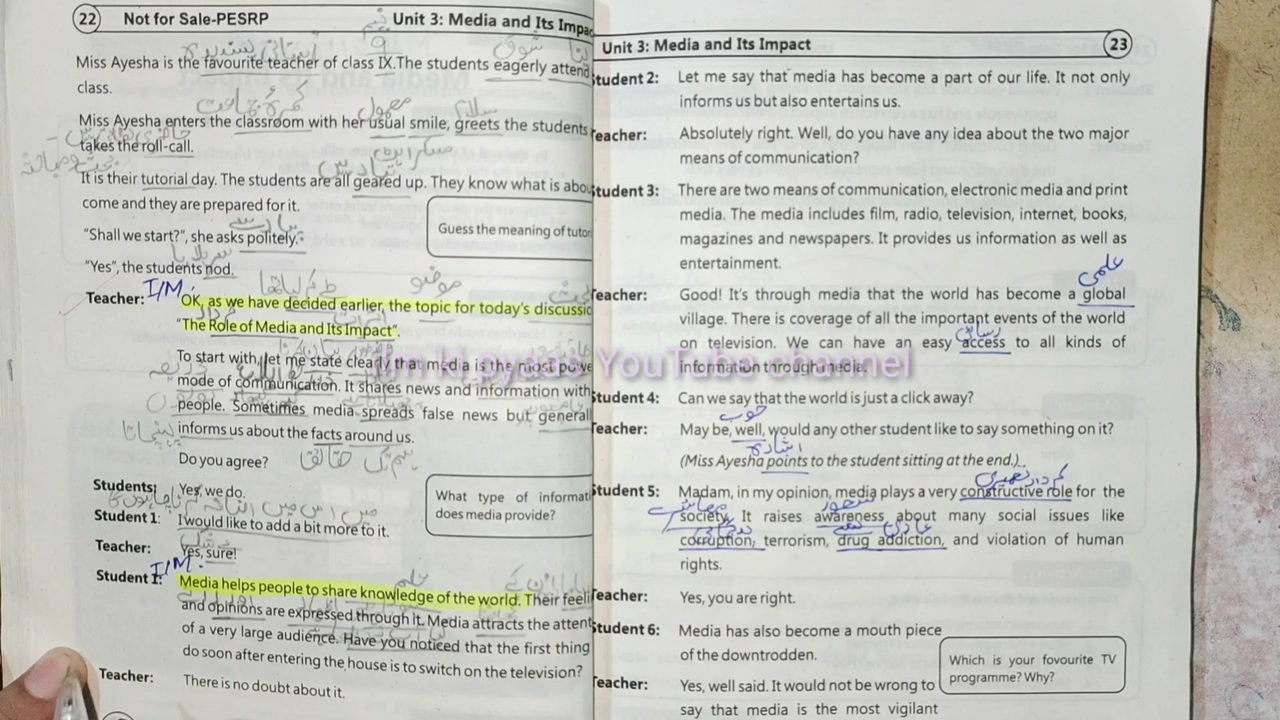 22 Not for Sale-PESRP Unit 3: Media and Its Impac
Miss Ayesha is the favourite teacher of class IX.The students eagerly attend
class.
Miss Ayesha enters the classroom with her usual smile, greets the students
takes the roll-call.
It is their tutorial day. The students are all geared up. They know what is abou
come and they are prepared for it.
Guess the meaning of tutor
“Shall we start?”, she asks politely.
“Yes”, the students nod.
I/M
Teacher: OK, as we have decided earlier, the topic for today's discussio
“The Role of Media and Its Impact”.
To start with, let me state clearly that media is the most powe
mode of communication. It shares news and information with
people. Sometimes media spreads false news but general
informs us about the facts around us.
Do you agree?
What type of informat
does media provide?
Students: Yes, we do.
Student 1: I would like to add a bit more to it.
Teacher: Yes, sure!
I/M
Student I: Media helps people to share knowledge of the world. Their feeli
and opinions are expressed through it. Media attracts the attent
of a very large audience. Have you noticed that the first thing
do soon after entering the house is to switch on the television?
Teacher: There is no doubt about it.
Unit 3: Media and Its Impact 23
Student 2: Let me say that media has become a part of our life. It not only
informs us but also entertains us.
Teacher: Absolutely right. Well, do you have any idea about the two major
means of communication?
Student 3: There are two means of communication, electronic media and print
media. The media includes film, radio, television, internet, books,
magazines and newspapers. It provides us information as well as
entertainment.
علمی
Teacher: Good! It's through media that the world has become a global
village. There is coverage of all the important events of the world
رسائی
on television. We can have an easy access to all kinds of
information through media.
YouTube channel
Student 4: Can we say that the world is just a click away?
خوب
Teacher: May be, well, would any other student like to say something on it?
اشارہ
(Miss Ayesha points to the student sitting at the end.)
کردار تعمیری
Student 5: Madam, in my opinion, media plays a very constructive role for the
شعور
society. It raises awareness about many social issues like
corruption, terrorism, drug addiction, and violation of human
rights.
Teacher: Yes, you are right.
Student 6: Media has also become a mouth piece
of the downtrodden.
Which is your fovourite TV
programme? Why?
Teacher: Yes, well said. It would not be wrong to
say that media is the most vigilant